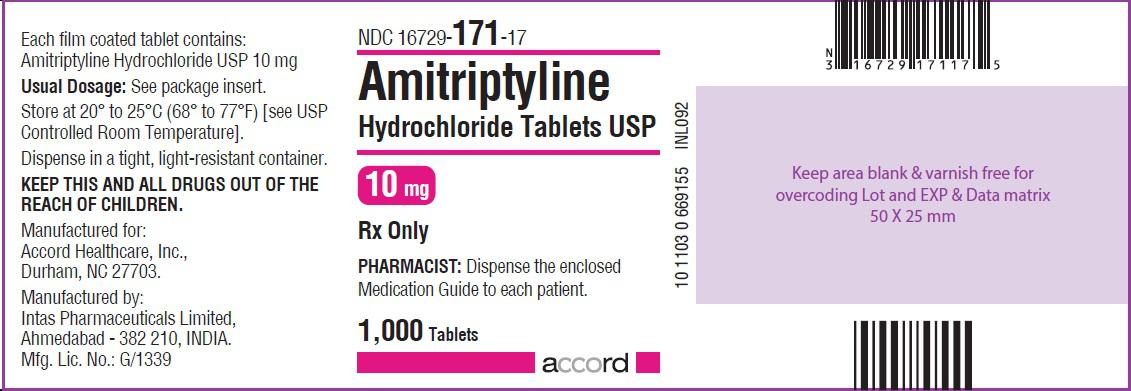 Each film coated tablet contains:
Amitriptyline Hydrochloride USP 10 mg
Usual Dosage: See package insert.
Store at 20° to 25°C (68° to 77°F) [see USP
Controlled Room Temperature].
Dispense in a tight, light-resistant container.
KEEP THIS AND ALL DRUGS OUT OF THE
REACH OF CHILDREN.
Manufactured for:
Accord Healthcare, Inc.,
Durham, NC 27703.
Manufactured by:
Intas Pharmaceuticals Limited,
Ahmedabad - 382 210, INDIA.
Mfg. Lic. No.: G/1339
NDC 16729-171-17
Amitriptyline
Hydrochloride Tablets USP
10 mg
Rx Only
PHARMACIST: Dispense the enclosed
Medication Guide to each patient.
1,000 Tablets
accord
10 1103 0 669155 INL092
N
3 16729 17117 5
Keep area blank & varnish free for
overcoding Lot and EXP & Data matrix
50 X 25 mm